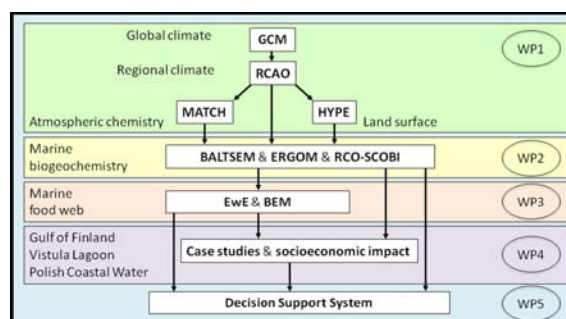 Global climate
GCM
WP1
Regional climate
RCAO
MATCH
HYPE
Atmospheric chemistry
Land surface
Marine
biogeochemistry
BALTSEM & ERGOM & RCO-SCOBI
WP2
Marine
food web
EwE & BEM
WP3
Gulf of Finland
Vistula Lagoon
Polish Coastal Water
Case studies & socioeconomic impact
WP4
Decision Support System
WP5